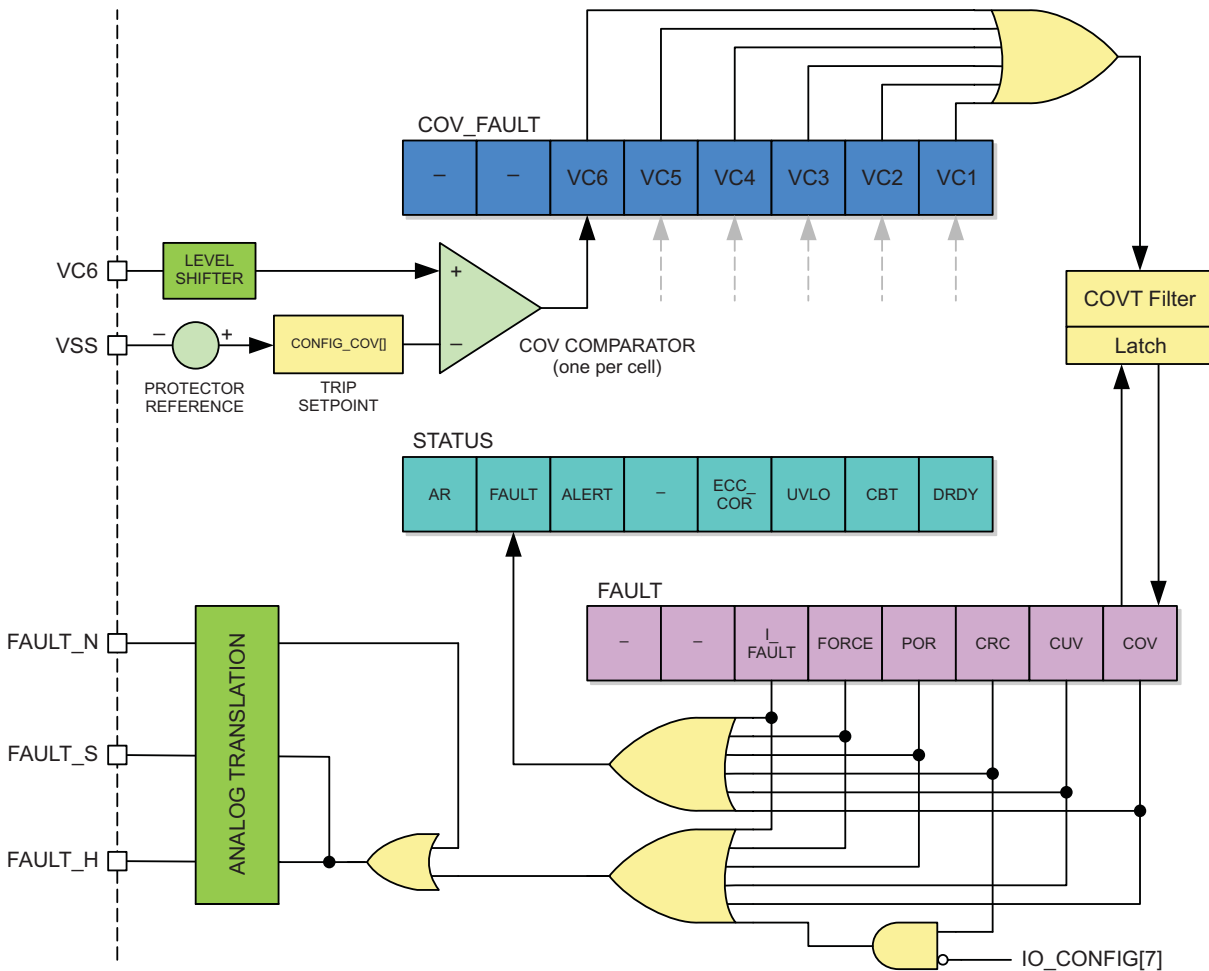 COV_FAULT
–
–
VC6
VC5
VC4
VC3
VC2
VC1
VC6
LEVEL
SHIFTER
+
–
COV COMPARATOR
(one per cell)
VSS
–
+
PROTECTOR
REFERENCE
CONFIG_COV[]
TRIP
SETPOINT
COVT Filter
Latch
STATUS
AR
FAULT
ALERT
–
ECC_
COR
UVLO
CBT
DRDY
FAULT
–
–
I_
FAULT
FORCE
POR
CRC
CUV
COV
FAULT_N
FAULT_S
FAULT_H
ANALOG TRANSLATION
IO_CONFIG[7]